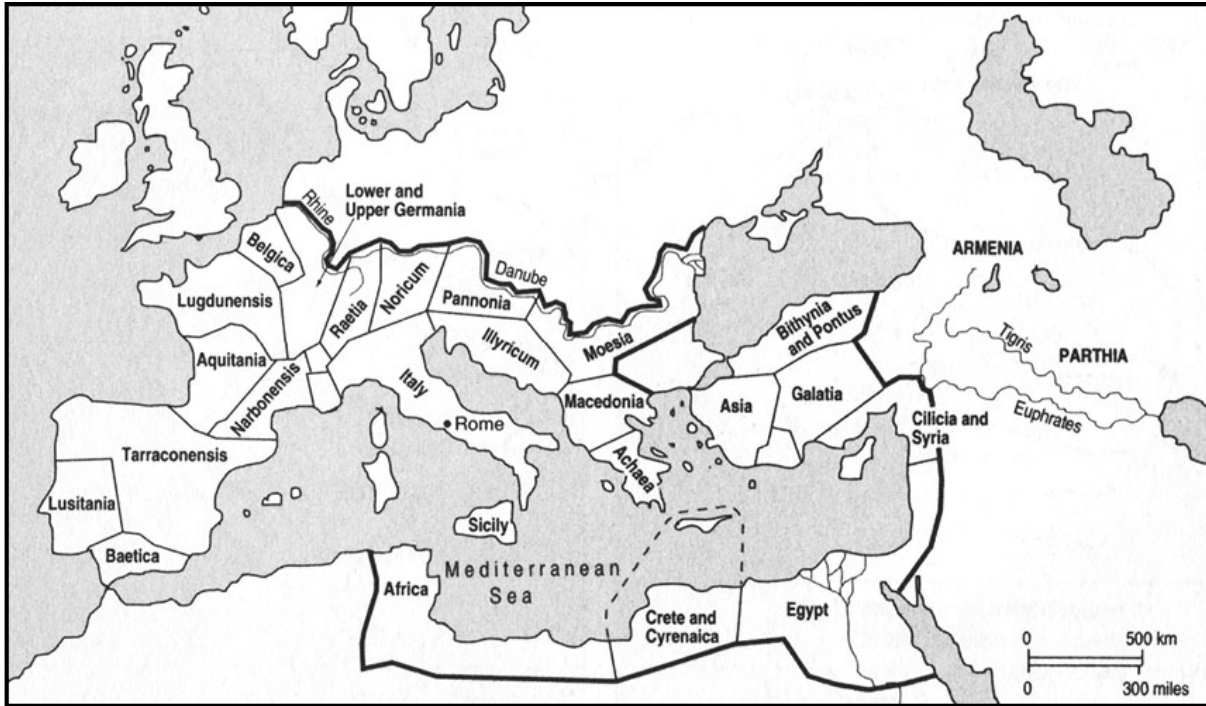 Lower and
Upper Germania
Rhine
Belgica
Lugdunensis
Aquitania
Narbonensis
Raetia
Noricum
Danube
Pannonia
Illyricum
Moesia
Italy
Rome
Macedonia
Achaea
Tarraconensis
Lusitania
Baetica
Sicily
Mediterranean
Sea
Africa
Crete and
Cyrenaica
Egypt
Asia
Bithynia
and Pontus
Galatia
Cilicia and
Syria
ARMENIA
Tigris
PARTHIA
Euphrates
0 500 km
0 300 miles